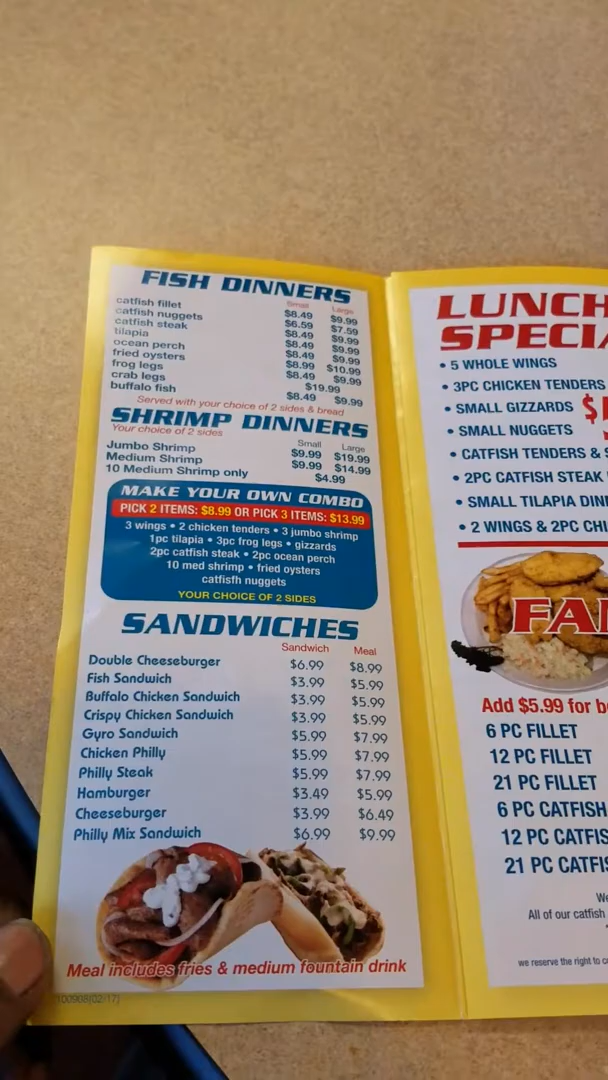 FISH DINNERS
Small Large
catfish fillet $8.49 $9.99
catfish nuggets $6.59 $7.59
catfish steak $8.49 $9.99
tilapia $8.49 $9.99
ocean perch $8.49 $9.99
fried oysters $8.99 $10.99
frog legs $8.49 $9.99
crab legs $19.99
buffalo fish $8.49 $9.99
Served with your choice of 2 sides & bread
SHRIMP DINNERS
Your choice of 2 sides
Small Large
Jumbo Shrimp $9.99 $19.99
Medium Shrimp $9.99 $14.99
10 Medium Shrimp only $4.99
MAKE YOUR OWN COMBO
PICK 2 ITEMS: $8.99 OR PICK 3 ITEMS: $13.99
3 wings • 2 chicken tenders • 3 jumbo shrimp
1pc tilapia • 3pc frog legs • gizzards
2pc catfish steak • 2pc ocean perch
10 med shrimp • fried oysters
catfisfh nuggets
YOUR CHOICE OF 2 SIDES
SANDWICHES
Sandwich Meal
Double Cheeseburger $6.99 $8.99
Fish Sandwich $3.99 $5.99
Buffalo Chicken Sandwich $3.99 $5.99
Crispy Chicken Sandwich $3.99 $5.99
Gyro Sandwich $5.99 $7.99
Chicken Philly $5.99 $7.99
Philly Steak $5.99 $7.99
Hamburger $3.49 $5.99
Cheeseburger $3.99 $6.49
Philly Mix Sandwich $6.99 $9.99
Meal includes fries & medium fountain drink
100908(02/17)
LUNCH
SPECIA
• 5 WHOLE WINGS
• 3PC CHICKEN TENDERS
• SMALL GIZZARDS
• SMALL NUGGETS
• CATFISH TENDERS &
• 2PC CATFISH STEAK
• SMALL TILAPIA DIN
• 2 WINGS & 2PC CHI
$
FA
Add $5.99 for b
6 PC FILLET
12 PC FILLET
21 PC FILLET
6 PC CATFISH
12 PC CATFIS
21 PC CATFI
We
All of our catfish
we reserve the right to c